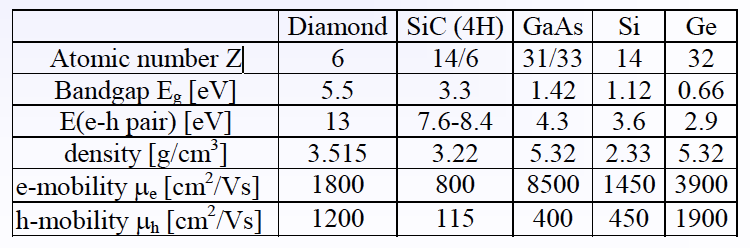 Diamond SiC (4H) GaAs Si Ge
Atomic number Z 6 14/6 31/33 14 32
Bandgap Eg [eV] 5.5 3.3 1.42 1.12 0.66
E(e-h pair) [eV] 13 7.6-8.4 4.3 3.6 2.9
density [g/cm³] 3.515 3.22 5.32 2.33 5.32
e-mobility μe [cm²/Vs] 1800 800 8500 1450 3900
h-mobility μh [cm²/Vs] 1200 115 400 450 1900